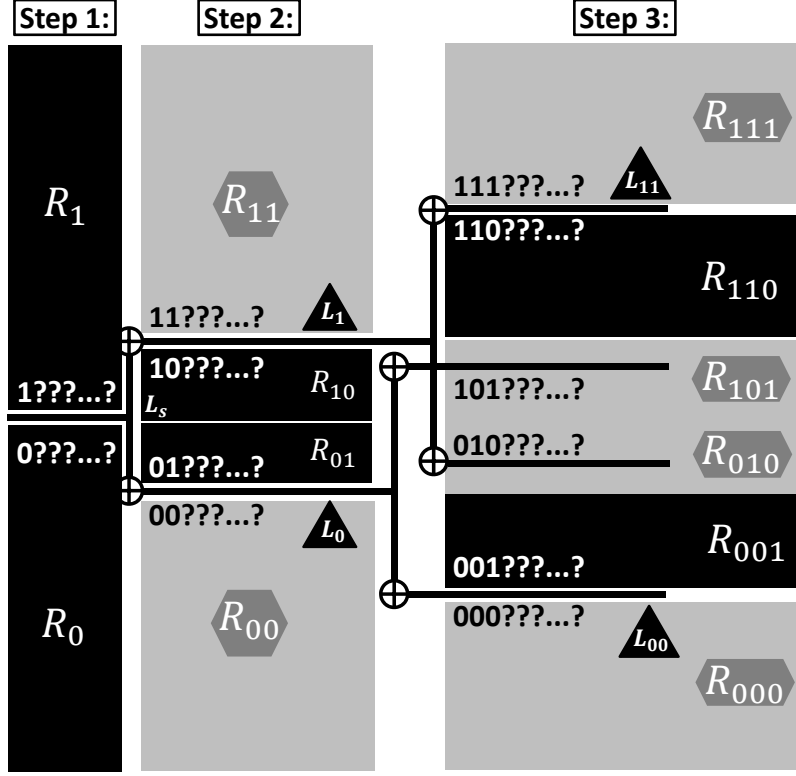 Step 1:
Step 2:
Step 3:
R₁
1???...?
0???...?
R₀
R₁₁
11???...?
L₁
10???...?
R₁₀
Lₛ
01???...?
R₀₁
00???...?
L₀
R₀₀
R₁₁₁
111???...?
L₁₁
110???...?
R₁₁₀
101???...?
R₁₀₁
010???...?
R₀₁₀
001???...?
R₀₀₁
000???...?
L₀₀
R₀₀₀